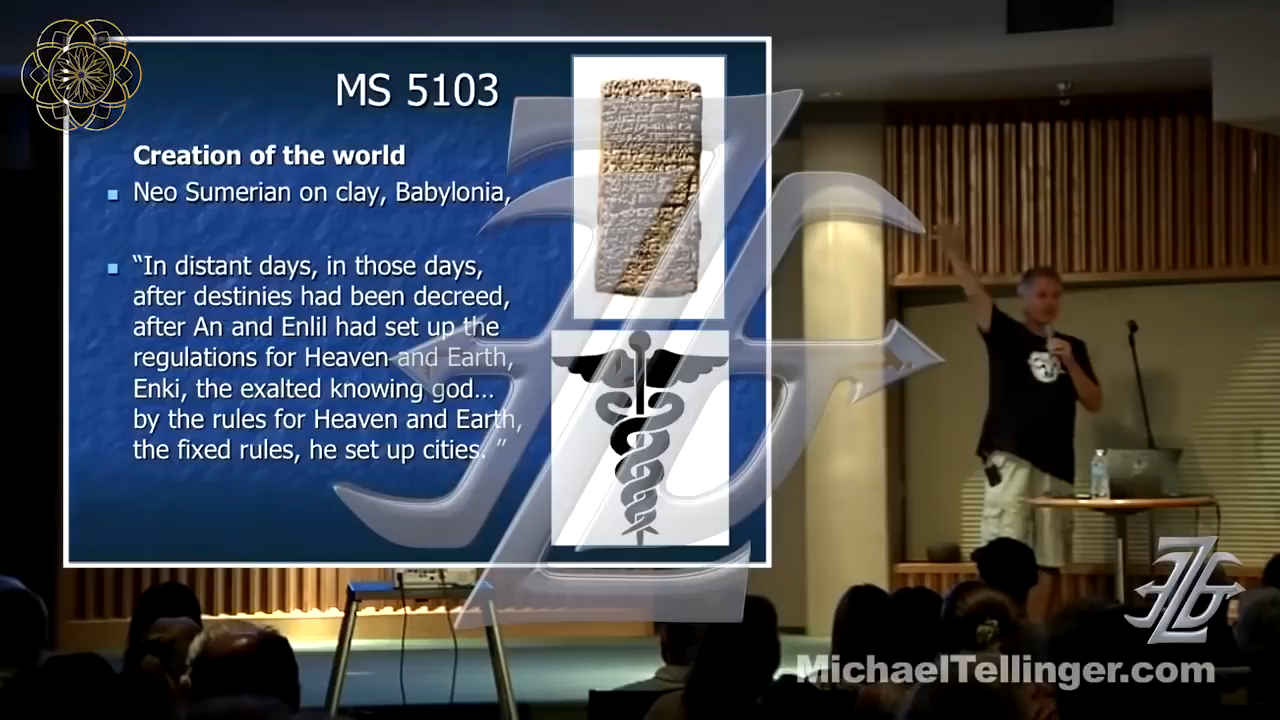 MS 5103
Creation of the world
Neo Sumerian on clay, Babylonia,
“In distant days, in those days,
after destinies had been decreed,
after An and Enlil had set up the
regulations for Heaven and Earth,
Enki, the exalted knowing god…
by the rules for Heaven and Earth,
the fixed rules, he set up cities. ”
MichaelTellinger.com